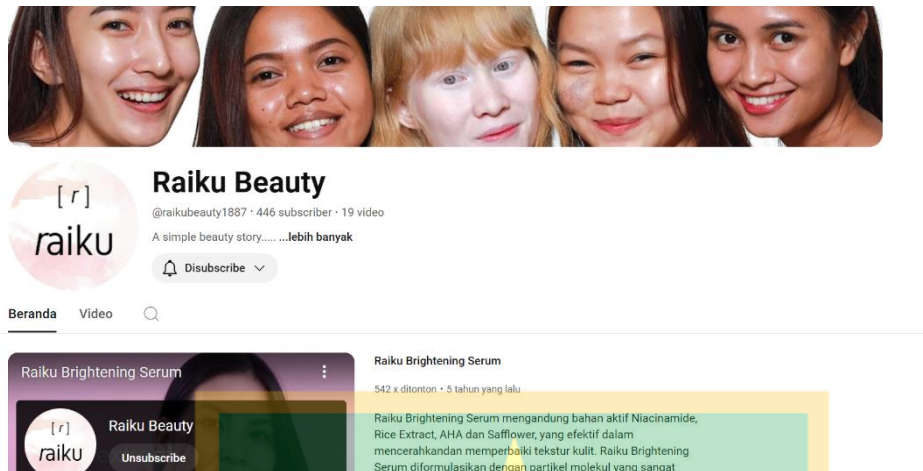 [ r ]
raiku
Raiku Beauty
@raikubeauty1887 · 446 subscriber · 19 video
A simple beauty story..... ...lebih banyak
Disubscribe
Beranda Video
Raiku Brightening Serum
[ r ]
raiku
Raiku Beauty
Unsubscribe
Raiku Brightening Serum
542 x ditonton • 5 tahun yang lalu
Raiku Brightening Serum mengandung bahan aktif Niacinamide,
Rice Extract, AHA dan Safflower, yang efektif dalam
mencerahkandan memperbaiki tekstur kulit. Raiku Brightening
Serum diformulasikan dengan partikel molekul yang sangat